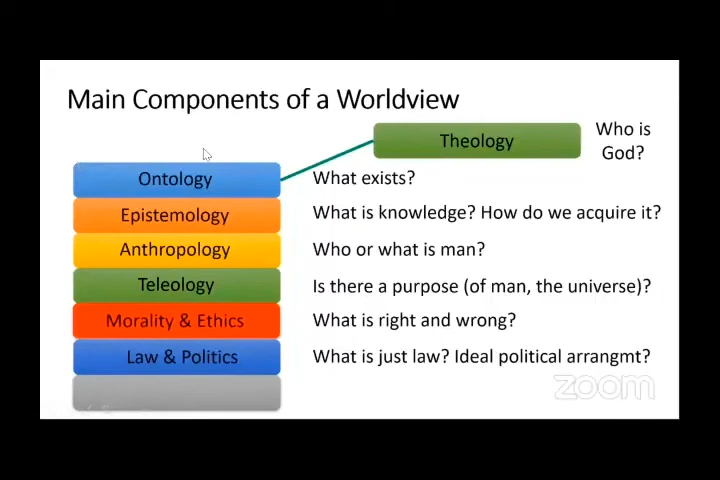 Main Components of a Worldview
Theology
Who is
God?
Ontology
What exists?
Epistemology
What is knowledge? How do we acquire it?
Anthropology
Who or what is man?
Teleology
Is there a purpose (of man, the universe)?
Morality & Ethics
What is right and wrong?
Law & Politics
What is just law? Ideal political arrangmt?
zoom